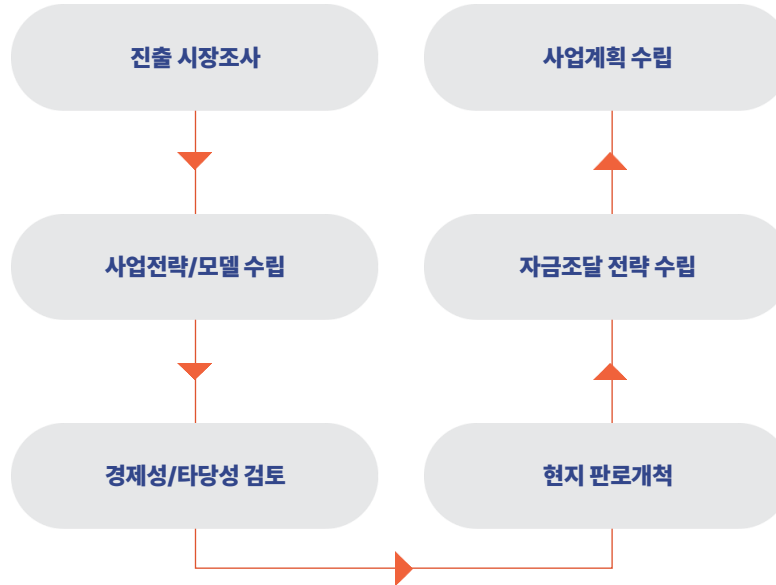 진출 시장조사
사업전략/모델 수립
경제성/타당성 검토
현지 판로개척
자금조달 전략 수립
사업계획 수립